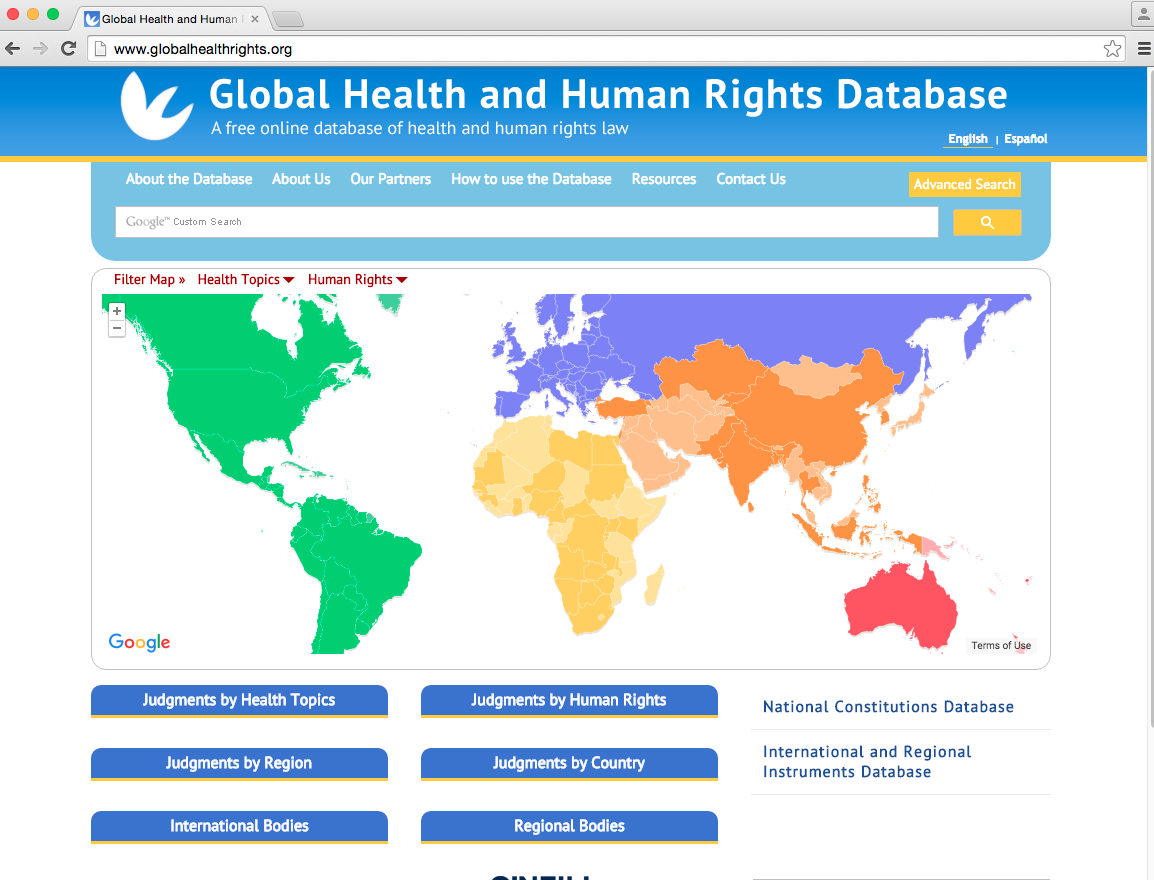 Global Health and Human
www.globalhealthrights.org
Global Health and Human Rights Database
A free online database of health and human rights law
English | Español
About the Database About Us Our Partners How to use the Database Resources Contact Us
Advanced Search
Google™ Custom Search
Filter Map » Health Topics Human Rights
+
−
Google
Terms of Use
Judgments by Health Topics
Judgments by Human Rights
National Constitutions Database
Judgments by Region
Judgments by Country
International and Regional
Instruments Database
International Bodies
Regional Bodies